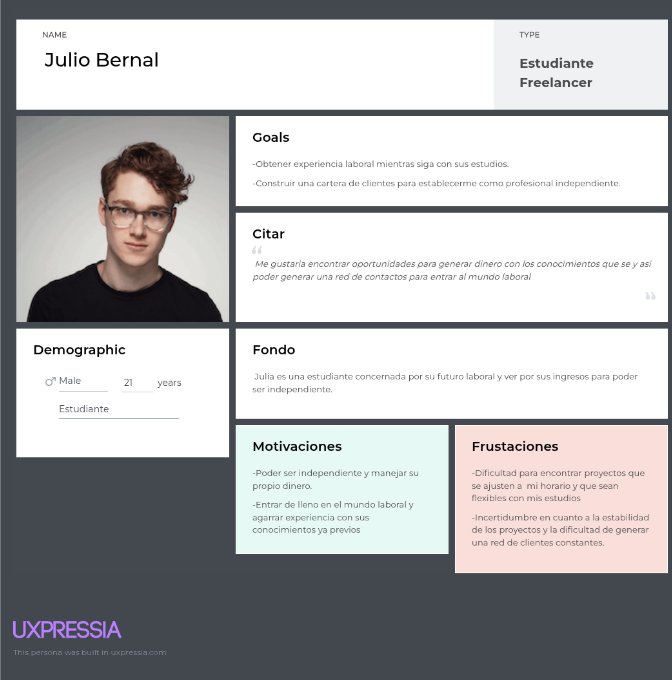 NAME
Julio Bernal
TYPE
Estudiante
Freelancer
Goals
-Obtener experiencia laboral mientras siga con sus estudios.
-Construir una cartera de clientes para establecerme como profesional independiente.
Citar
“
Me gustaría encontrar oportunidades para generar dinero con los conocimientos que se y así
poder generar una red de contactos para entrar al mundo laboral
”
Demographic
♂ Male 21 years
Estudiante
Fondo
Julia es una estudiante concernada por su futuro laboral y ver por sus ingresos para poder
ser independiente.
Motivaciones
-Poder ser independiente y manejar su
propio dinero.
-Entrar de lleno en el mundo laboral y
agarrar experiencia con sus
conocimientos ya previos
Frustaciones
-Dificultad para encontrar proyectos que
se ajusten a mi horario y que sean
flexibles con mis estudios
-Incertidumbre en cuanto a la estabilidad
de los proyectos y la dificultad de generar
una red de clientes constantes.
UXPRESSIA
This persona was built in uxpressia.com